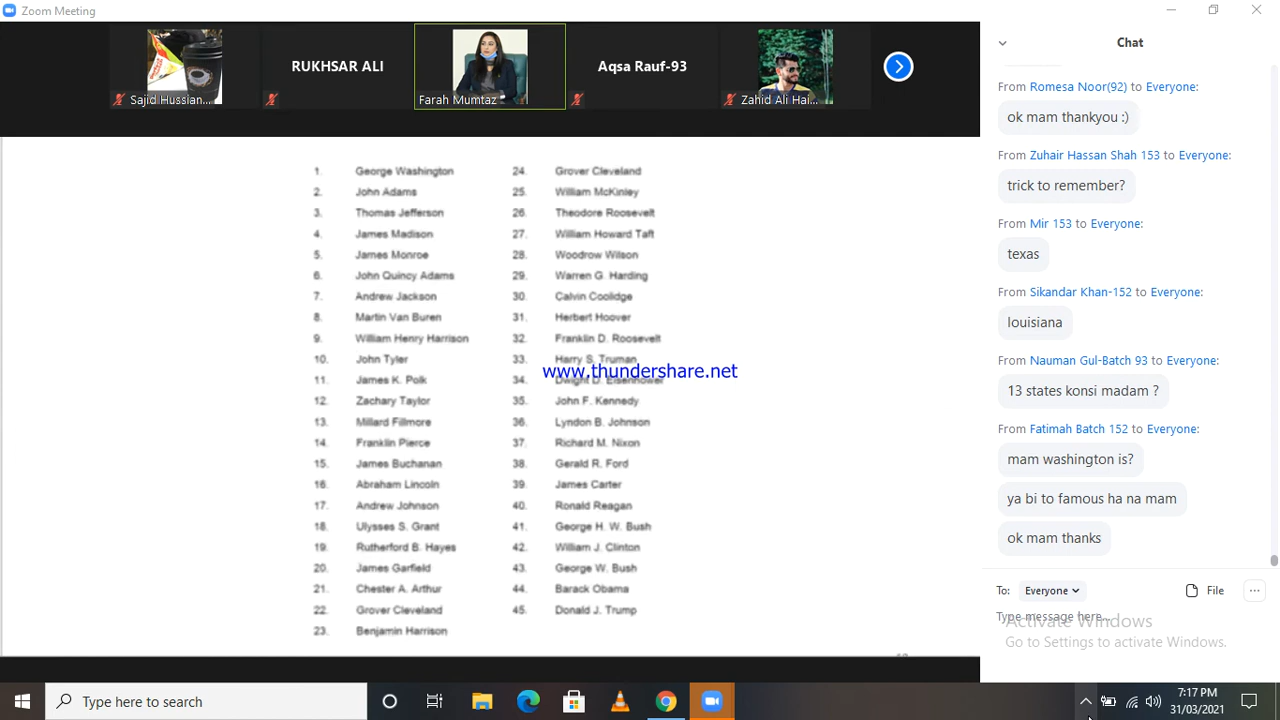 Zoom Meeting
Sajid Hussian...
RUKHSAR ALI
Farah Mumtaz
Aqsa Rauf-93
Zahid Ali Hai...
1. George Washington
2. John Adams
3. Thomas Jefferson
4. James Madison
5. James Monroe
6. John Quincy Adams
7. Andrew Jackson
8. Martin Van Buren
9. William Henry Harrison
10. John Tyler
11. James K. Polk
12. Zachary Taylor
13. Millard Fillmore
14. Franklin Pierce
15. James Buchanan
16. Abraham Lincoln
17. Andrew Johnson
18. Ulysses S. Grant
19. Rutherford B. Hayes
20. James Garfield
21. Chester A. Arthur
22. Grover Cleveland
23. Benjamin Harrison
24. Grover Cleveland
25. William McKinley
26. Theodore Roosevelt
27. William Howard Taft
28. Woodrow Wilson
29. Warren G. Harding
30. Calvin Coolidge
31. Herbert Hoover
32. Franklin D. Roosevelt
33. Harry S. Truman
34. Dwight D. Eisenhower
35. John F. Kennedy
36. Lyndon B. Johnson
37. Richard M. Nixon
38. Gerald R. Ford
39. James Carter
40. Ronald Reagan
41. George H. W. Bush
42. William J. Clinton
43. George W. Bush
44. Barack Obama
45. Donald J. Trump
www.thundershare.net
Chat
From Romesa Noor(92) to Everyone:
ok mam thankyou :)
From Zuhair Hassan Shah 153 to Everyone:
trick to remember?
From Mir 153 to Everyone:
texas
From Sikandar Khan-152 to Everyone:
louisiana
From Nauman Gul-Batch 93 to Everyone:
13 states konsi madam ?
From Fatimah Batch 152 to Everyone:
mam washington is?
ya bi to famous ha na mam
ok mam thanks
To: Everyone
File
Type message here...
Activate Windows
Go to Settings to activate Windows.
Type here to search
7:17 PM
31/03/2021